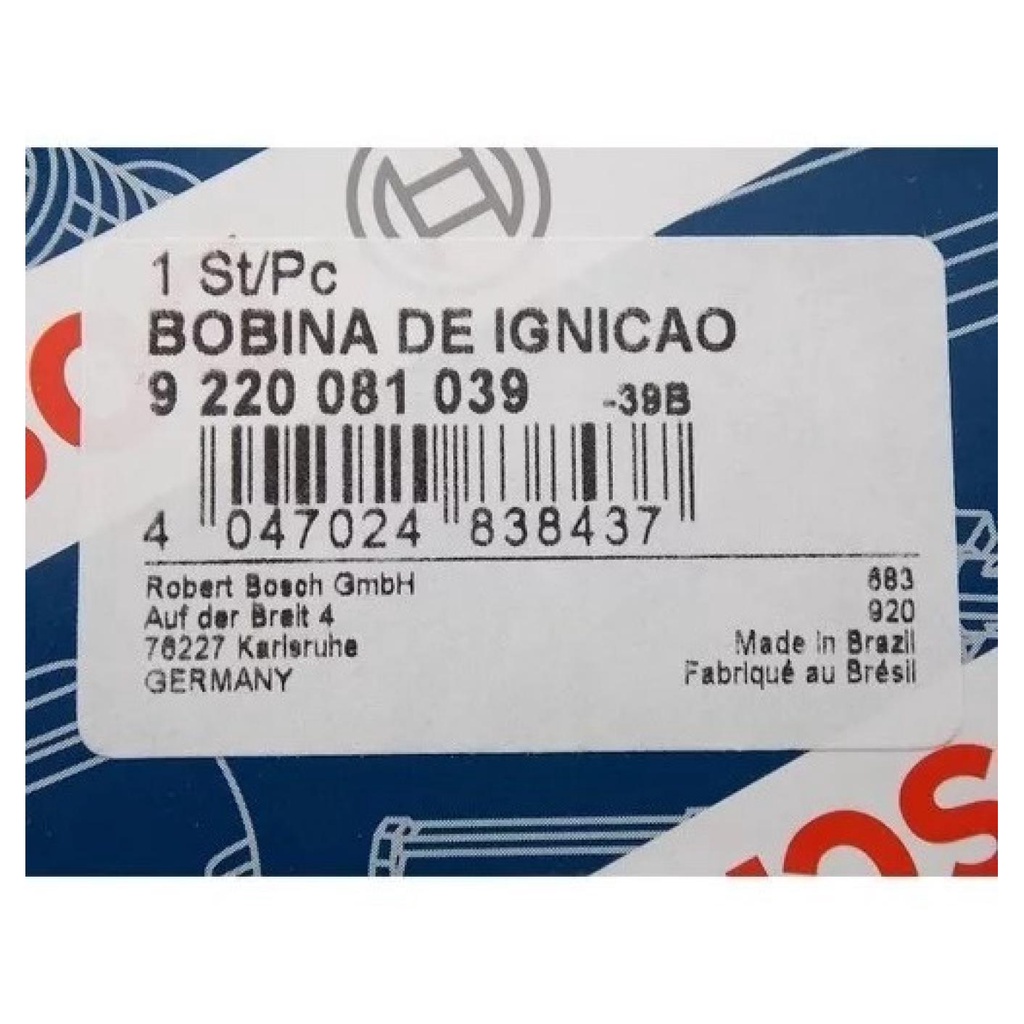 1 St/Pc
BOBINA DE IGNICAO
9 220 081 039 -39B
4 047024 838437
Robert Bosch GmbH
Auf der Breit 4
76227 Karlsruhe
GERMANY
683
920
Made in Brazil
Fabriqué au Brésil